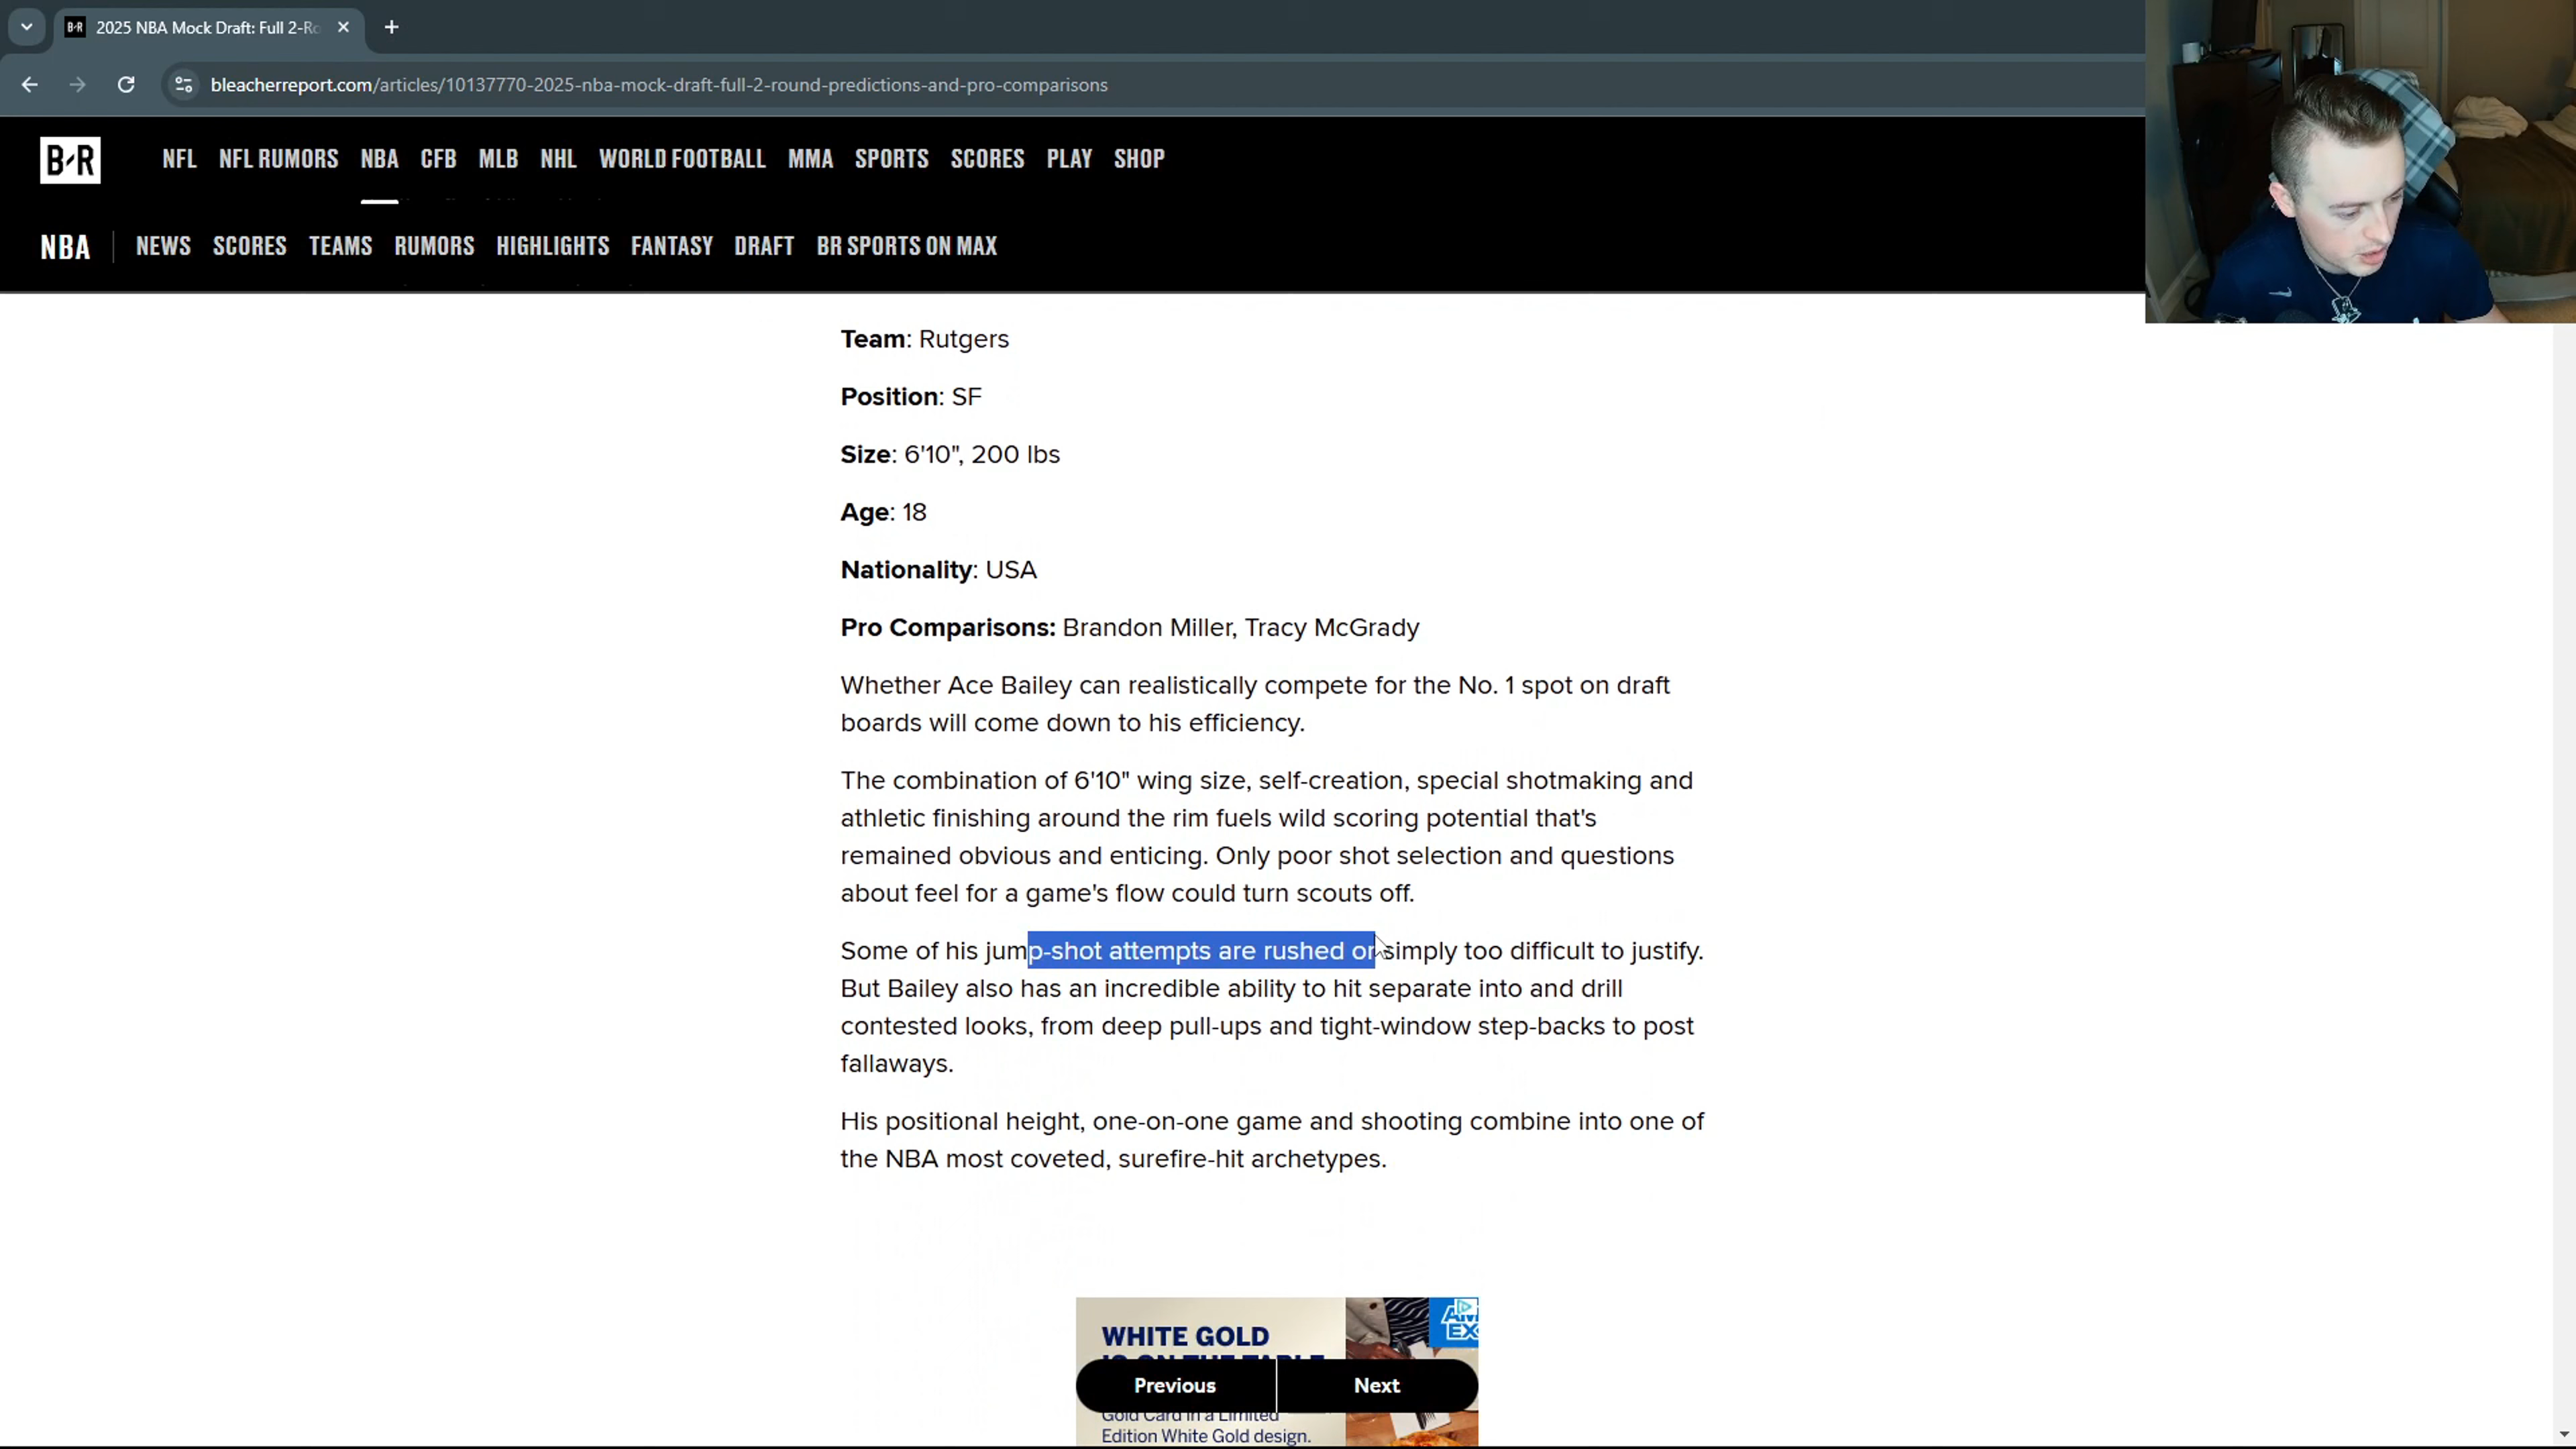 B-R
2025 NBA Mock Draft: Full 2-Ro
bleacherreport.com/articles/10137770-2025-nba-mock-draft-full-2-round-predictions-and-pro-comparisons
B-R
NFL NFL RUMORS NBA CFB MLB NHL WORLD FOOTBALL MMA SPORTS SCORES PLAY SHOP
NBA NEWS SCORES TEAMS RUMORS HIGHLIGHTS FANTASY DRAFT BR SPORTS ON MAX
Team: Rutgers
Position: SF
Size: 6'10", 200 lbs
Age: 18
Nationality: USA
Pro Comparisons: Brandon Miller, Tracy McGrady
Whether Ace Bailey can realistically compete for the No. 1 spot on draft
boards will come down to his efficiency.
The combination of 6'10" wing size, self-creation, special shotmaking and
athletic finishing around the rim fuels wild scoring potential that's
remained obvious and enticing. Only poor shot selection and questions
about feel for a game's flow could turn scouts off.
Some of his jump-shot attempts are rushed or simply too difficult to justify.
But Bailey also has an incredible ability to hit separate into and drill
contested looks, from deep pull-ups and tight-window step-backs to post
fallaways.
His positional height, one-on-one game and shooting combine into one of
the NBA most coveted, surefire-hit archetypes.
WHITE GOLD
AM
EX
Previous Next
Gold Card in a Limited
Edition White Gold design.